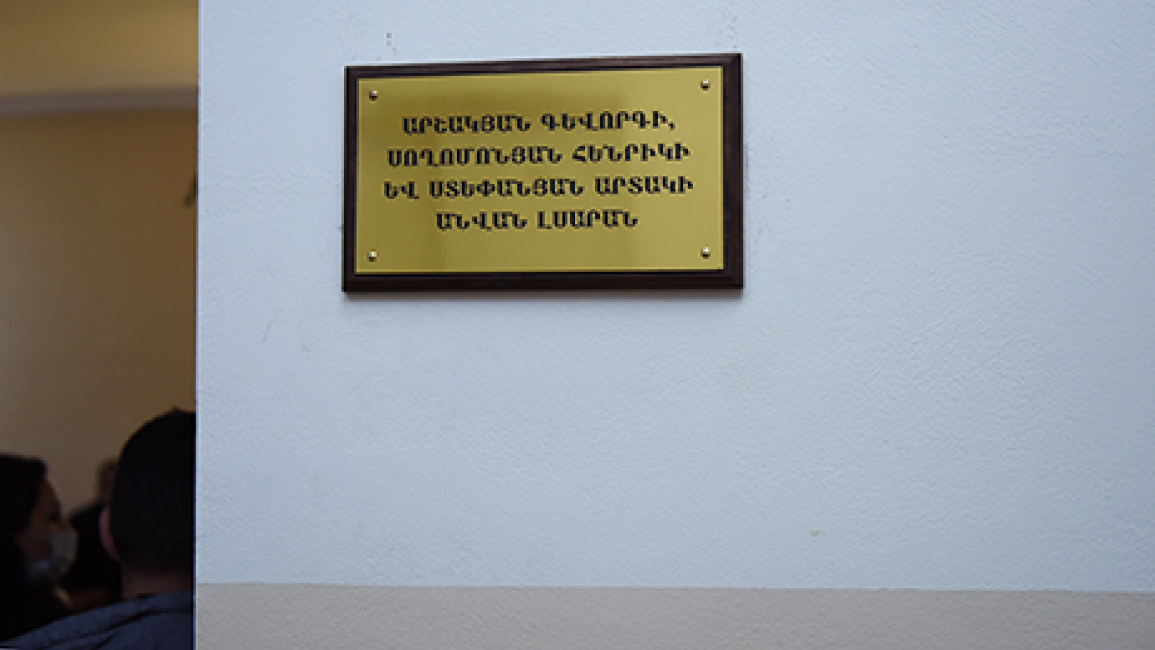 ԱՐՇԱԿՅԱՆ ԳԵՎՈՐԳԻ,
ՍՈՂՈՄՈՆՅԱՆ ՀԵՆՐԻԿԻ
ԵՎ ՍՏԵՓԱՆՅԱՆ ԱՐՏԱԿԻ
ԱՆՎԱՆ ԼՍԱՐԱՆ